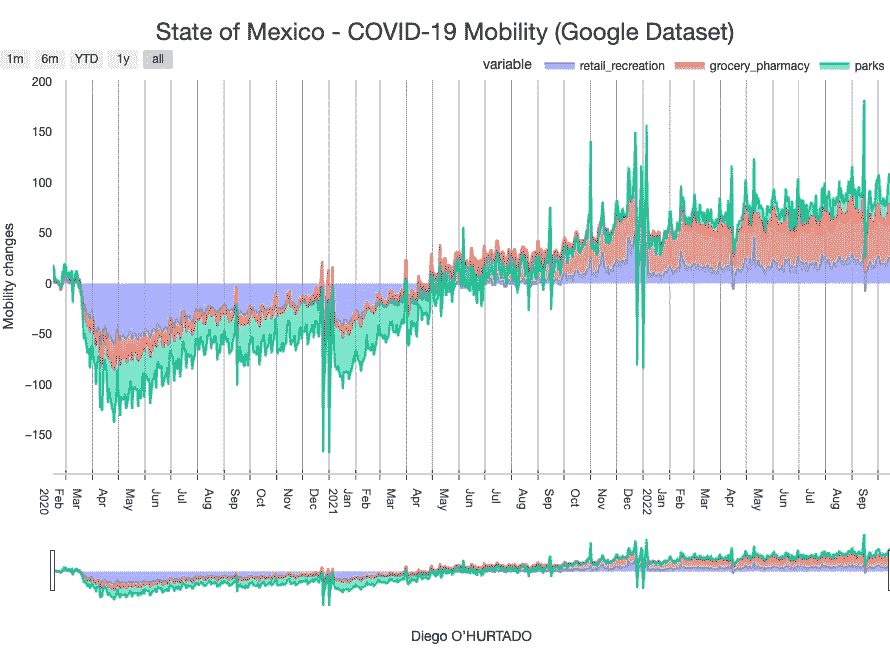 State of Mexico - COVID-19 Mobility (Google Dataset)
1m 6m YTD 1y all
variable retail_recreation grocery_pharmacy parks
200
150
100
50
0
−50
−100
−150
Mobility changes
2020 Feb Mar Apr May Jun Jul Aug Sep Oct Nov Dec 2021 Jan Feb Mar Apr May Jun Jul Aug Sep Oct Nov Dec 2022 Jan Feb Mar Apr May Jun Jul Aug Sep
Diego O'HURTADO